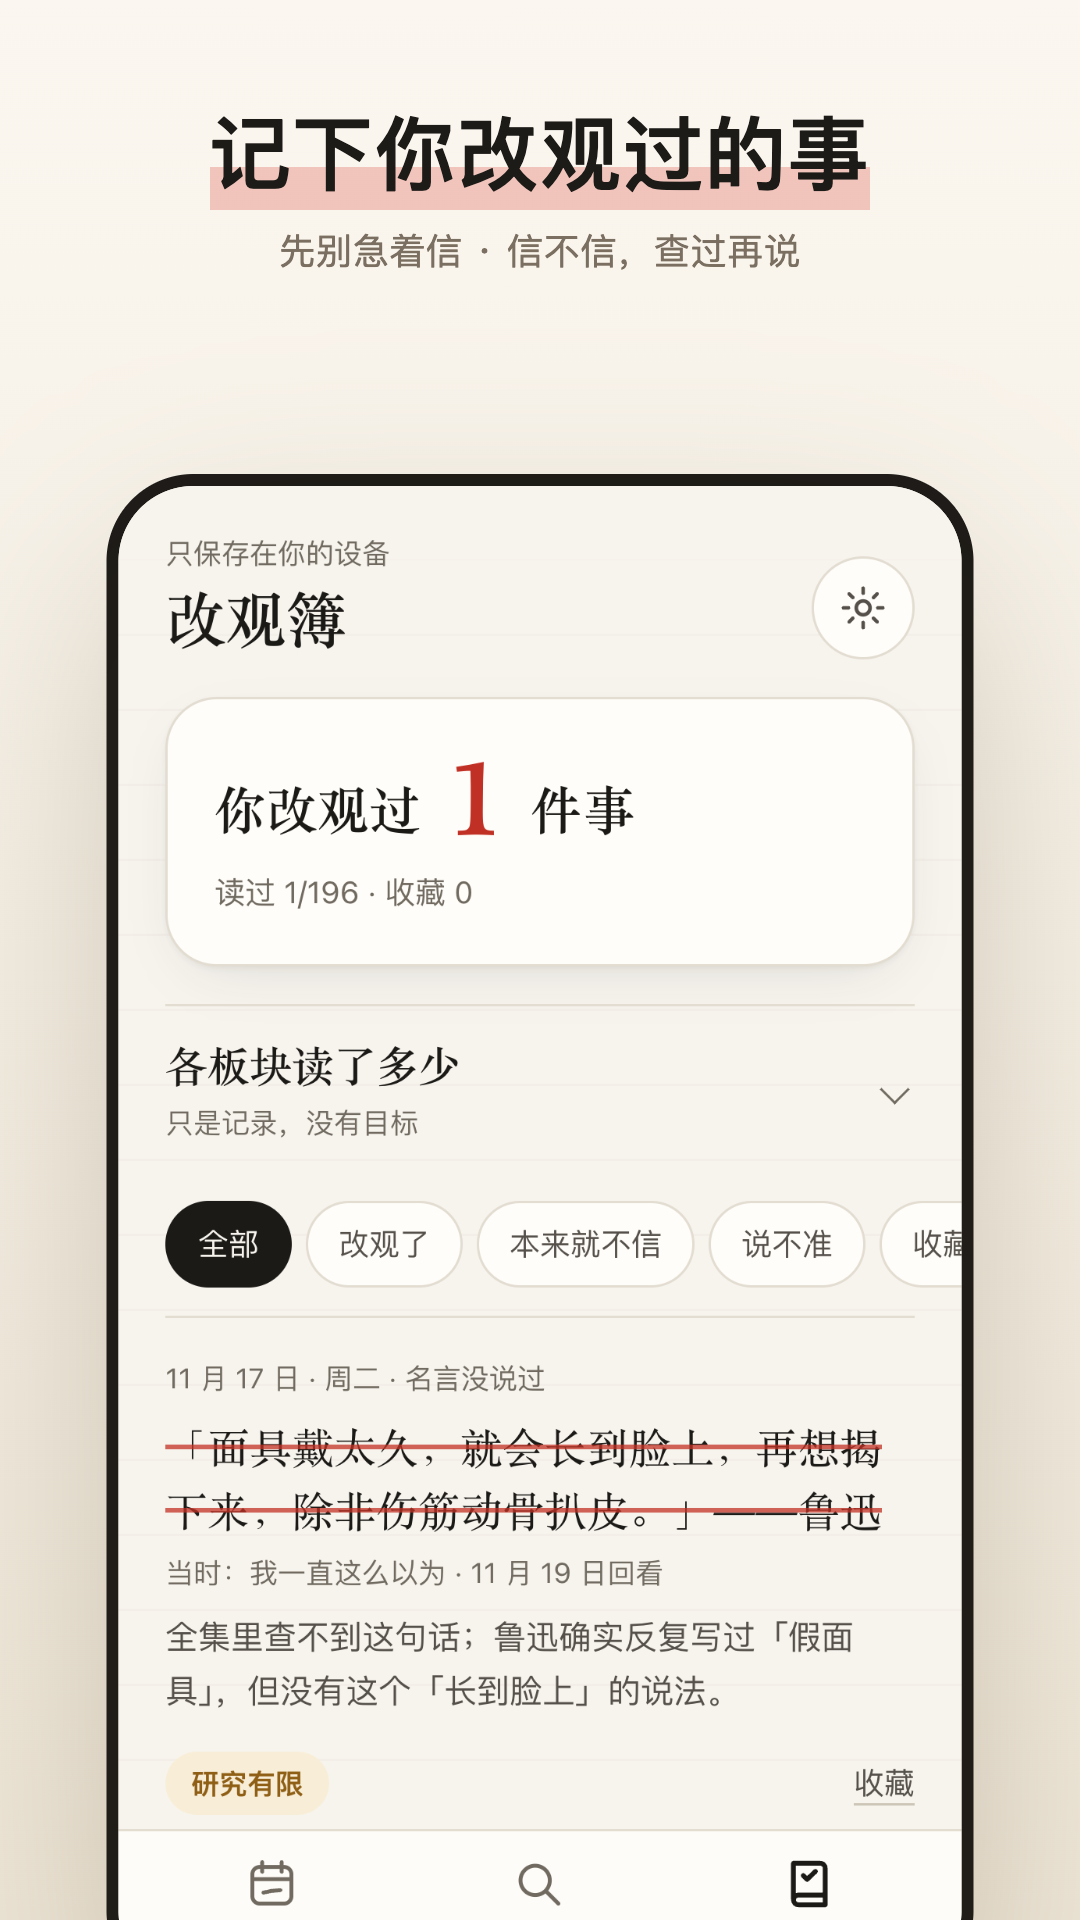 记下你改观过的事
先别急着信 · 信不信，查过再说
只保存在你的设备
改观簿
你改观过 1 件事
读过 1/196 · 收藏 0
各板块读了多少
只是记录，没有目标
全部 改观了 本来就不信 说不准 收藏
11 月 17 日 · 周二 · 名言没说过
「面具戴太久，就会长到脸上，再想揭
下来，除非伤筋动骨扒皮。」——鲁迅
当时：我一直这么以为 · 11 月 19 日回看
全集里查不到这句话；鲁迅确实反复写过「假面
具」，但没有这个「长到脸上」的说法。
研究有限 收藏